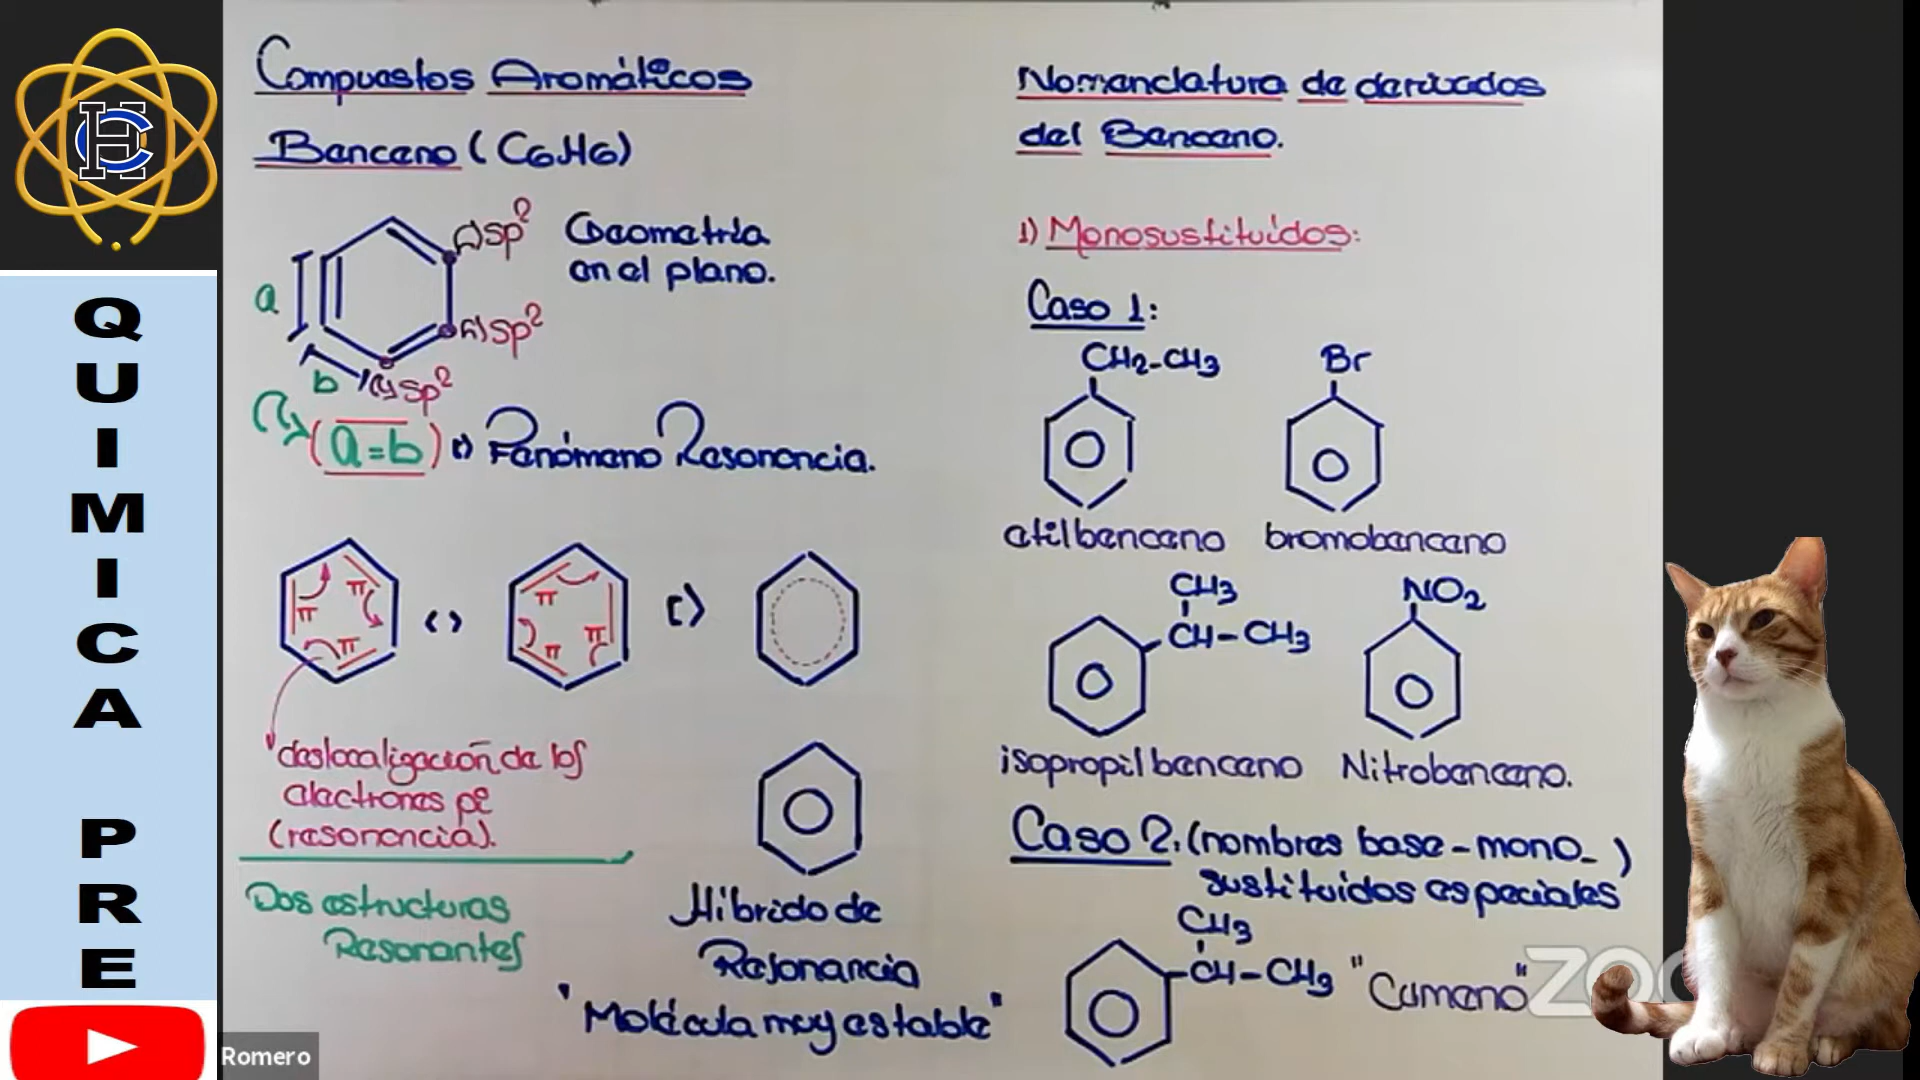 Compuestos Aromáticos
Benceno (C6H6)
sp2
Geometría
en el plano.
a
sp2
b
sp2
(a=b)
Fenómeno Resonancia.
π π π
π π π
deslocalización de los
electrones pi
(resonancia).
Dos estructuras
Resonantes
Híbrido de
Resonancia
"Molécula muy estable"
Nomenclatura de derivados
del Benceno.
1) Monosustituídos:
Caso 1:
CH2-CH3
Br
etilbenceno
bromobenceno
CH3
CH-CH3
NO2
isopropilbenceno
Nitrobenceno.
Caso 2. (nombres base-mono-)
sustituídos especiales
CH3
CH-CH3
"Cumeno"
QUIMICA PRE
Romero